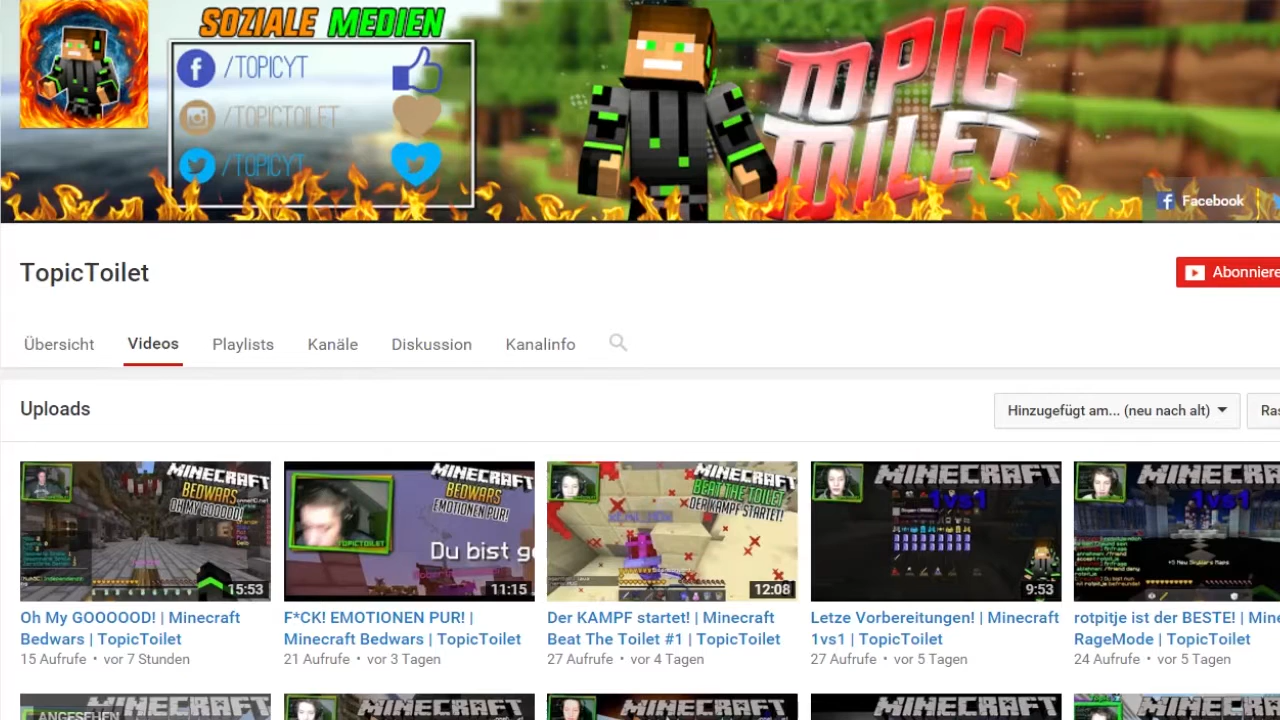 SOZIALE MEDIEN
/TOPICYT
/TOPICTOILET
/TOPICYT
TOPIC
TOILET
Facebook
TopicToilet
Abonniere
Übersicht Videos Playlists Kanäle Diskussion Kanalinfo
Uploads
Hinzugefügt am... (neu nach alt)
Ras
MINECRAFT
BEDWARS
OH MY GOOOOD!
15:53
MINECRAFT
BEDWARS
EMOTIONEN PUR!
TOPICTOILET
Du bist ge
11:15
MINECRAFT
BEAT THE TOILET
DER KAMPF STARTET!
12:08
MINECRAFT
1vs1
9:53
MINECRAF
1vs1
Oh My GOOOOOD! | Minecraft
Bedwars | TopicToilet
15 Aufrufe • vor 7 Stunden
F*CK! EMOTIONEN PUR! |
Minecraft Bedwars | TopicToilet
21 Aufrufe • vor 3 Tagen
Der KAMPF startet! | Minecraft
Beat The Toilet #1 | TopicToilet
27 Aufrufe • vor 4 Tagen
Letze Vorbereitungen! | Minecraft
1vs1 | TopicToilet
27 Aufrufe • vor 5 Tagen
rotpitje ist der BESTE! | Mine
RageMode | TopicToilet
24 Aufrufe • vor 5 Tagen
ANGESEHEN
MINECRAFT
MINECRAFT
MINECRAFT
MINECRAFT
MINECRAF